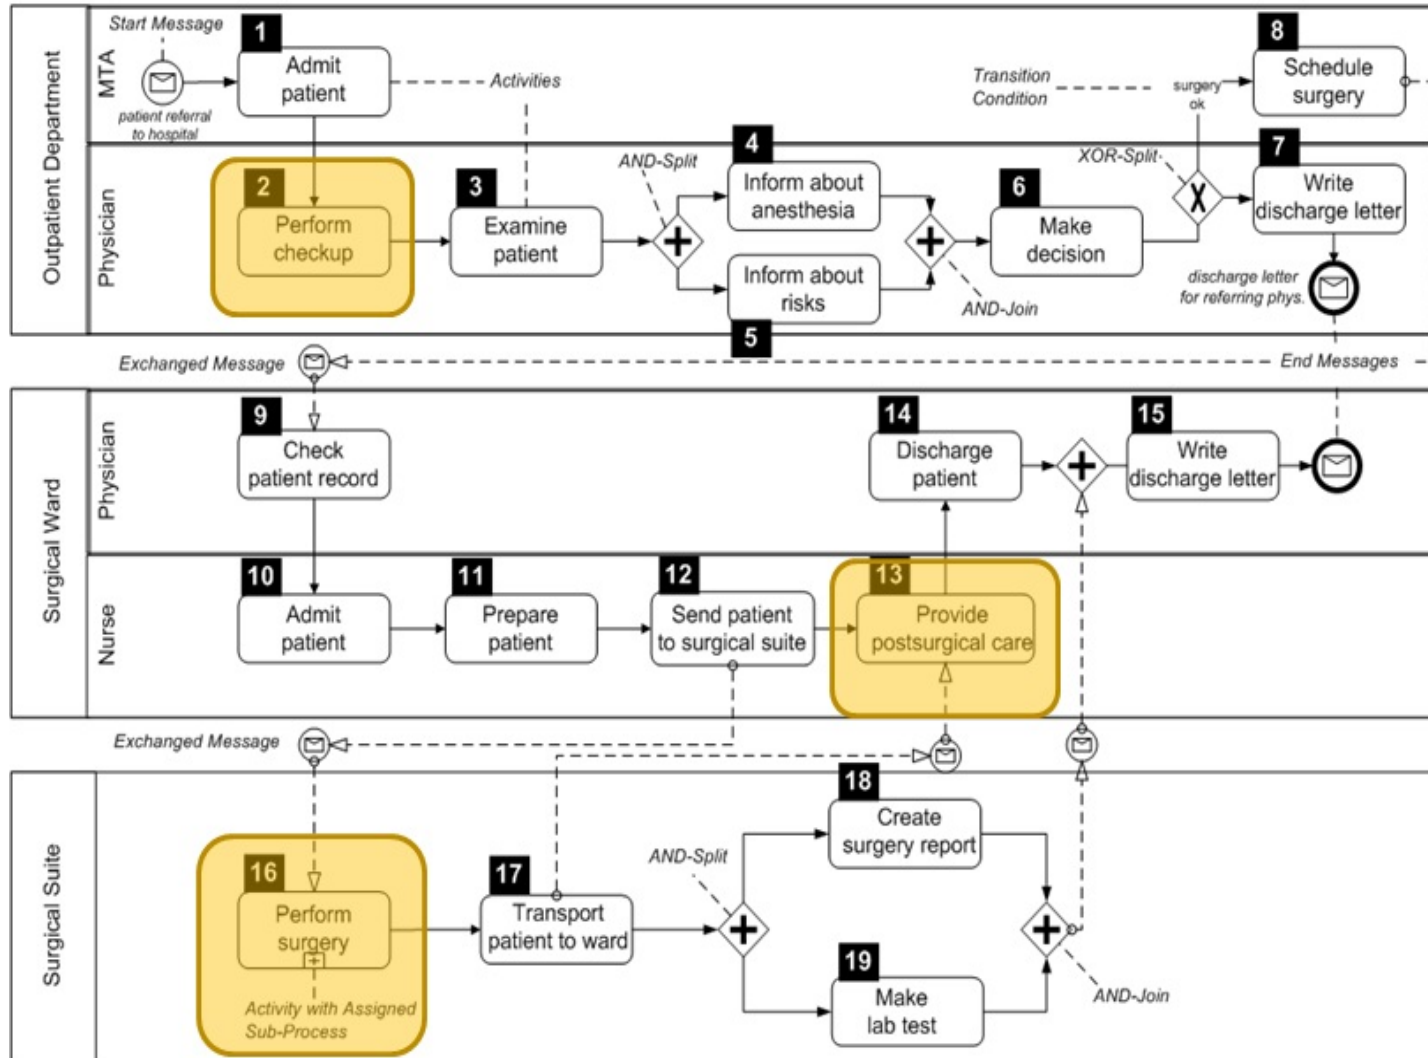 Outpatient Department
MTA
Start Message
1
Admit
patient
patient referral
to hospital
Activities
Transition
Condition
surgery
ok
8
Schedule
surgery
Physician
2
Perform
checkup
3
Examine
patient
AND-Split
4
Inform about
anesthesia
Inform about
risks
5
AND-Join
6
Make
decision
XOR-Split
7
Write
discharge letter
discharge letter
for referring phys.
Exchanged Message
End Messages
Surgical Ward
Physician
9
Check
patient record
14
Discharge
patient
15
Write
discharge letter
Nurse
10
Admit
patient
11
Prepare
patient
12
Send patient
to surgical suite
13
Provide
postsurgical care
Exchanged Message
Surgical Suite
16
Perform
surgery
Activity with Assigned
Sub-Process
17
Transport
patient to ward
AND-Split
18
Create
surgery report
19
Make
lab test
AND-Join